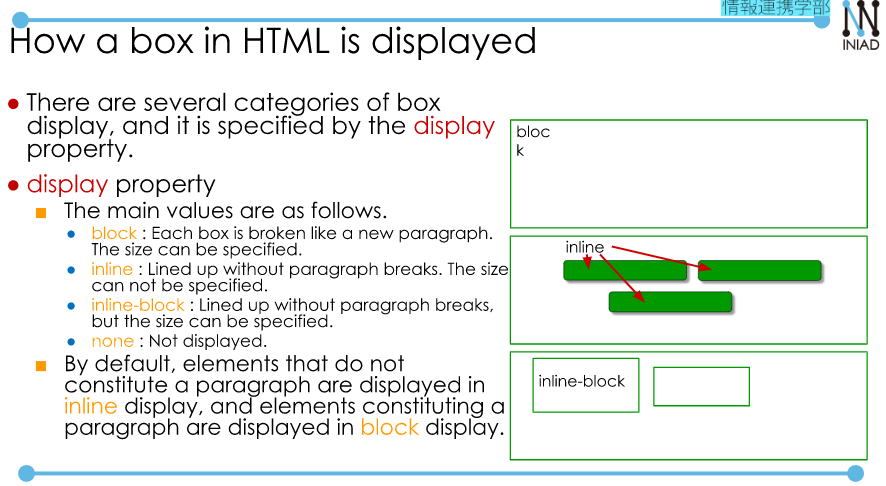 情報連携学部
INIAD
How a box in HTML is displayed
There are several categories of box
display, and it is specified by the display
property.
display property
The main values are as follows.
block : Each box is broken like a new paragraph.
The size can be specified.
inline : Lined up without paragraph breaks. The size
can not be specified.
inline-block : Lined up without paragraph breaks,
but the size can be specified.
none : Not displayed.
By default, elements that do not
constitute a paragraph are displayed in
inline display, and elements constituting a
paragraph are displayed in block display.
bloc
k
inline
inline-block